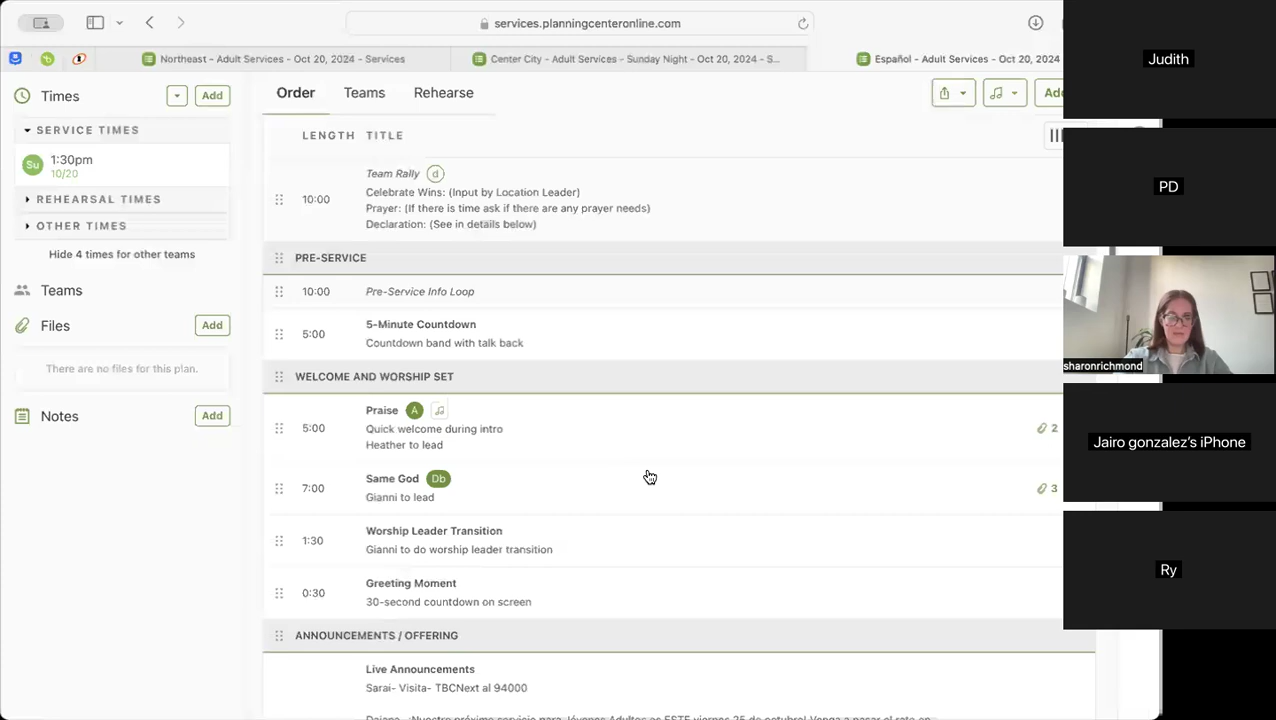 services.planningcenteronline.com
Northeast - Adult Services - Oct 20, 2024 - Services
Center City - Adult Services - Sunday Night - Oct 20, 2024 - S...
Español - Adult Services - Oct 20, 2024
Times
Add
SERVICE TIMES
Su
1:30pm
10/20
REHEARSAL TIMES
OTHER TIMES
Hide 4 times for other teams
Teams
Files
Add
There are no files for this plan.
Notes
Add
Order
Teams
Rehearse
Add
LENGTH TITLE
10:00
Team Rally d
Celebrate Wins: (Input by Location Leader)
Prayer: (If there is time ask if there are any prayer needs)
Declaration: (See in details below)
PRE-SERVICE
10:00 Pre-Service Info Loop
5:00 5-Minute Countdown
Countdown band with talk back
WELCOME AND WORSHIP SET
5:00 Praise A
Quick welcome during intro
Heather to lead
2
7:00 Same God Db
Gianni to lead
3
1:30 Worship Leader Transition
Gianni to do worship leader transition
0:30 Greeting Moment
30-second countdown on screen
ANNOUNCEMENTS / OFFERING
Live Announcements
Sarai- Visita- TBCNext al 94000
Judith
PD
sharonrichmond
Jairo gonzalez's iPhone
Ry